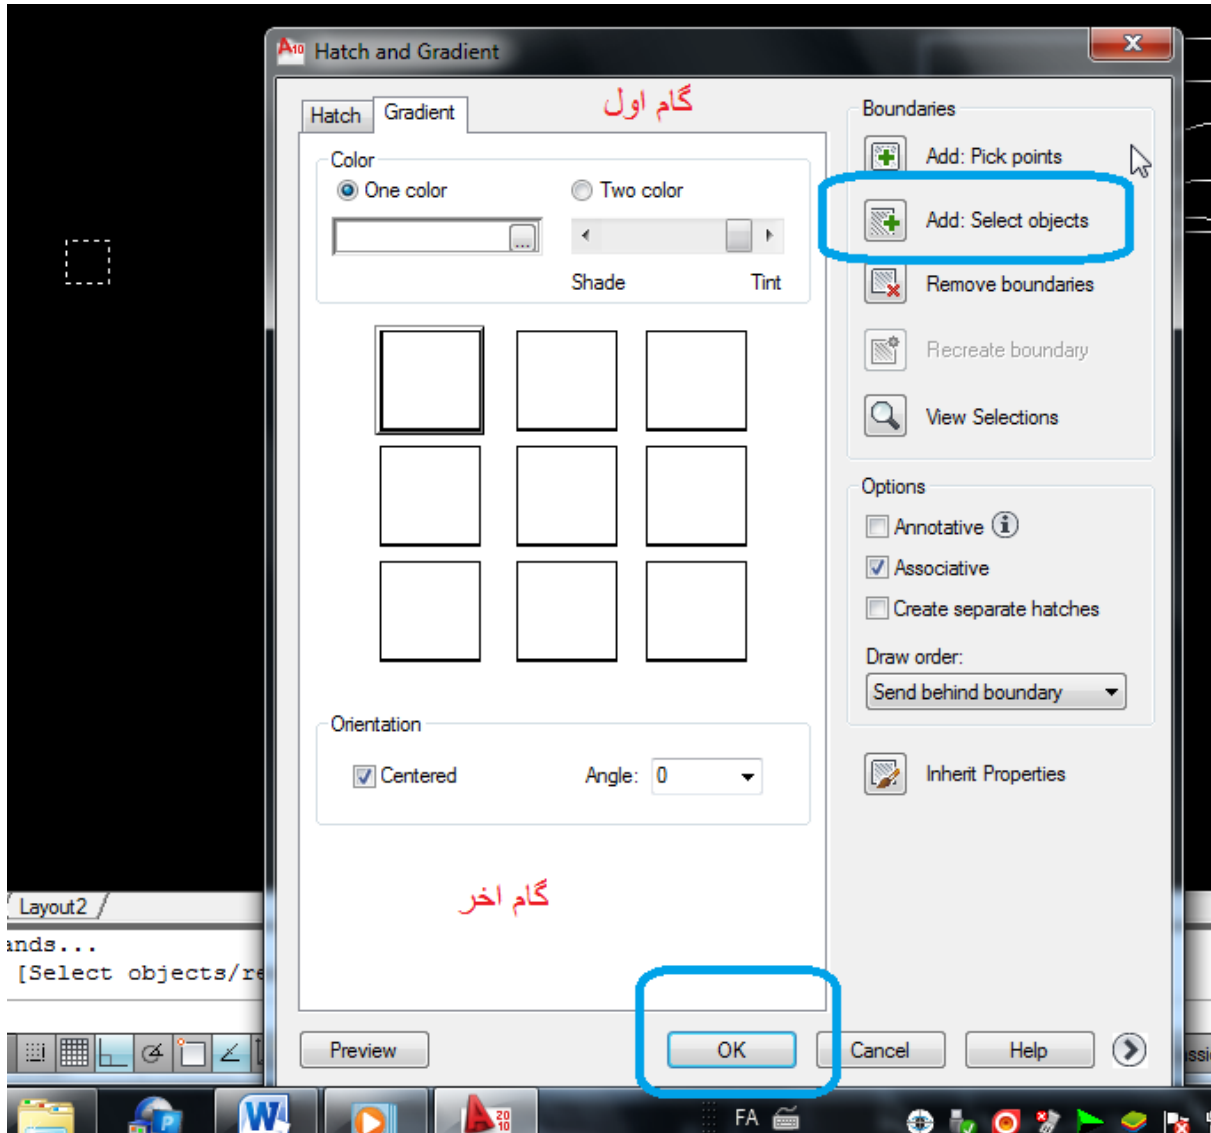 A10 Hatch and Gradient
Hatch
Gradient
گام اول
Color
One color
Two color
...
Shade
Tint
Orientation
Centered
Angle: 0
گام اخر
Boundaries
Add: Pick points
Add: Select objects
Remove boundaries
Recreate boundary
View Selections
Options
Annotative
Associative
Create separate hatches
Draw order:
Send behind boundary
Inherit Properties
Layout2
ands...
[Select objects/re
Preview
OK
Cancel
Help
FA